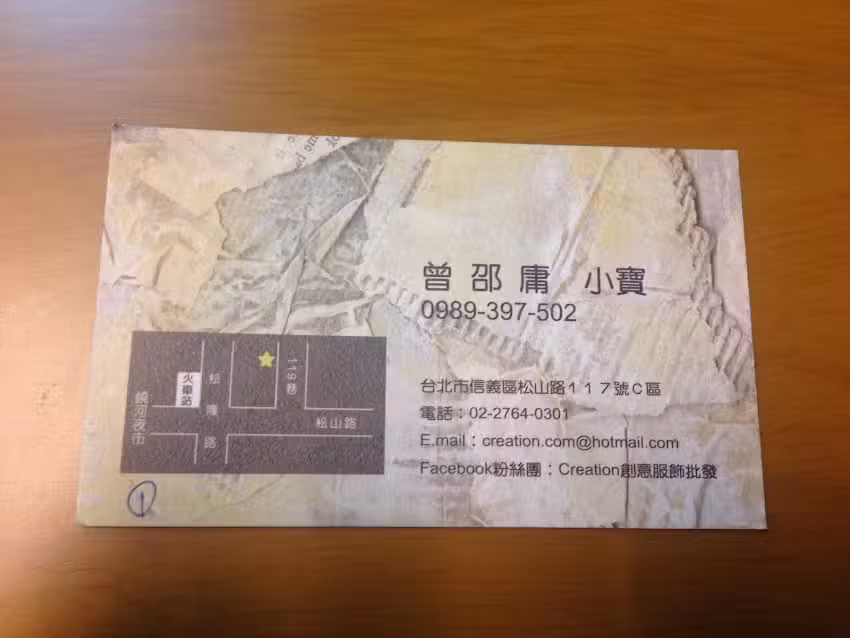 曾邵庸 小寶
0989-397-502
台北市信義區松山路１１７號C區
電話：02-2764-0301
E.mail：creation.com@hotmail.com
Facebook粉絲團：Creation創意服飾批發
饒河夜市
火車站
松隆路
119巷
松山路
1